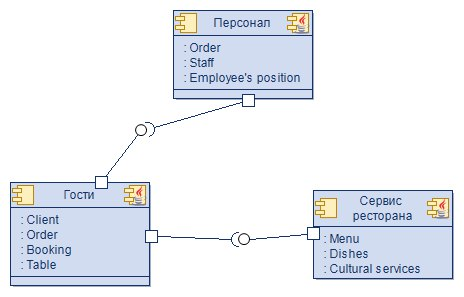 Персонал
: Order
: Staff
: Employee's position
Гости
: Client
: Order
: Booking
: Table
Сервис
ресторана
: Menu
: Dishes
: Cultural services